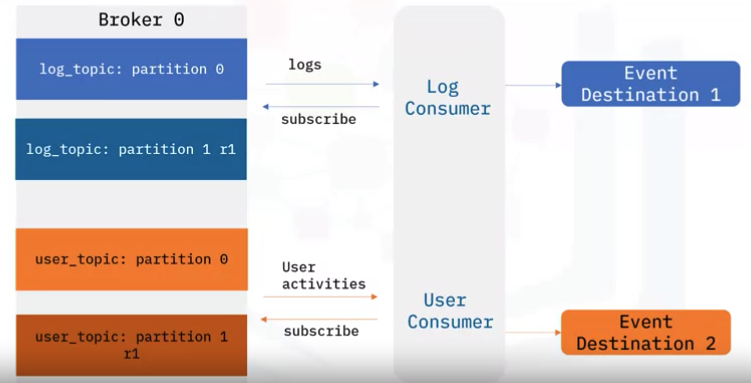 Broker 0
log_topic: partition 0
log_topic: partition 1 r1
user_topic: partition 0
user_topic: partition 1
r1
logs
subscribe
User
activities
subscribe
Log
Consumer
User
Consumer
Event
Destination 1
Event
Destination 2